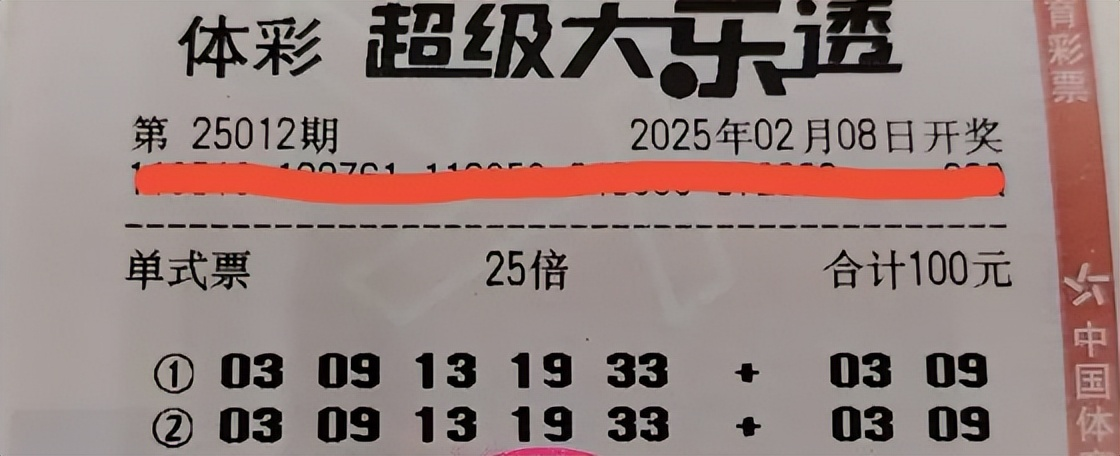 体彩 超级大乐透
第 25012期 2025年02月08日开奖
单式票 25倍 合计100元
① 03 09 13 19 33 + 03 09
② 03 09 13 19 33 + 03 09
育彩票
中国体